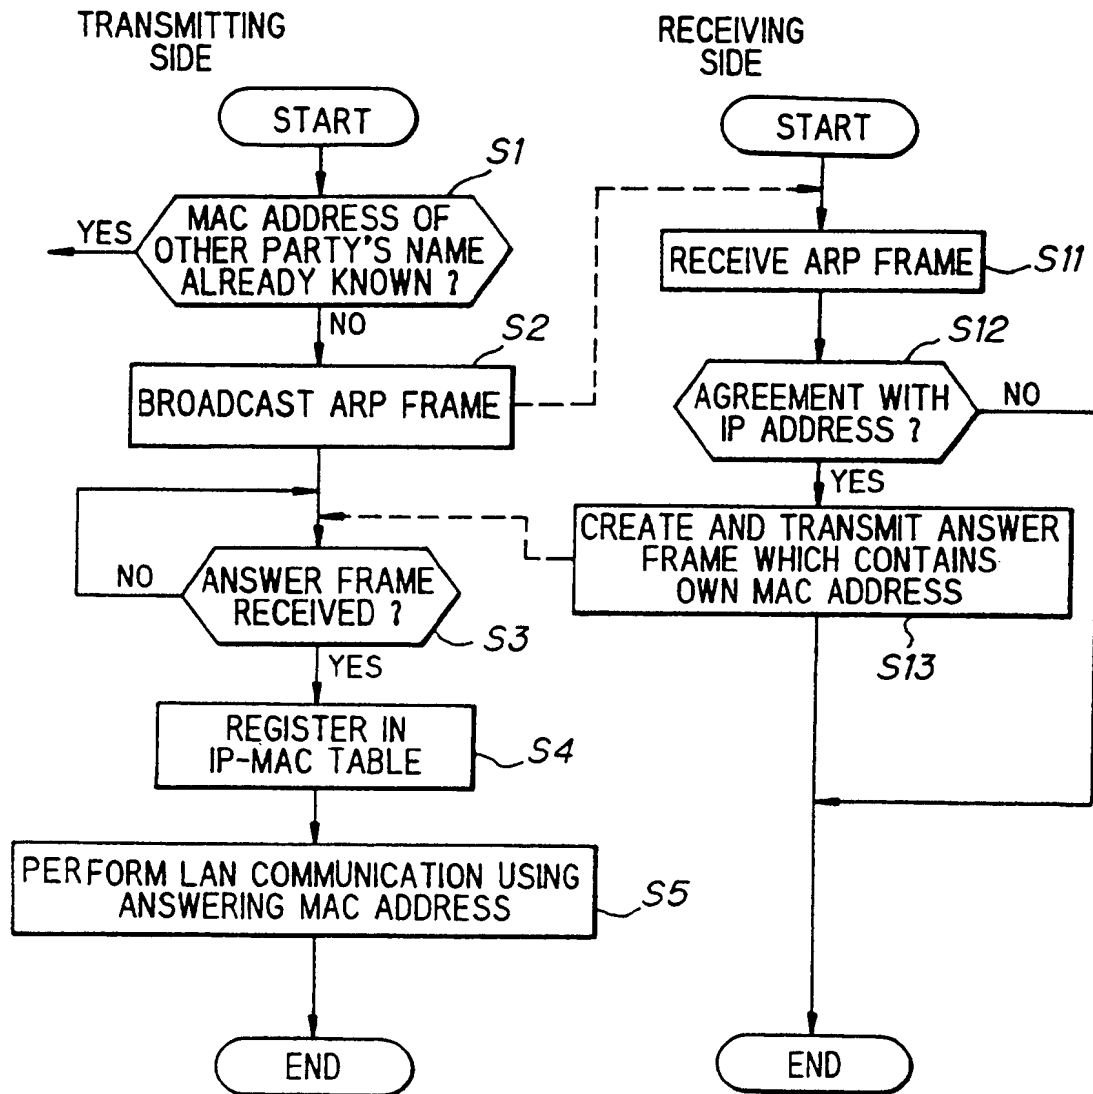 TRANSMITTING
SIDE
START
S1
MAC ADDRESS OF
OTHER PARTY'S NAME
ALREADY KNOWN ?
YES
NO
S2
BROADCAST ARP FRAME
NO
ANSWER FRAME
RECEIVED ?
S3
YES
REGISTER IN
IP-MAC TABLE
S4
PERFORM LAN COMMUNICATION USING
ANSWERING MAC ADDRESS
S5
END
RECEIVING
SIDE
START
RECEIVE ARP FRAME
S11
S12
AGREEMENT WITH
IP ADDRESS ?
NO
YES
CREATE AND TRANSMIT ANSWER
FRAME WHICH CONTAINS
OWN MAC ADDRESS
S13
END